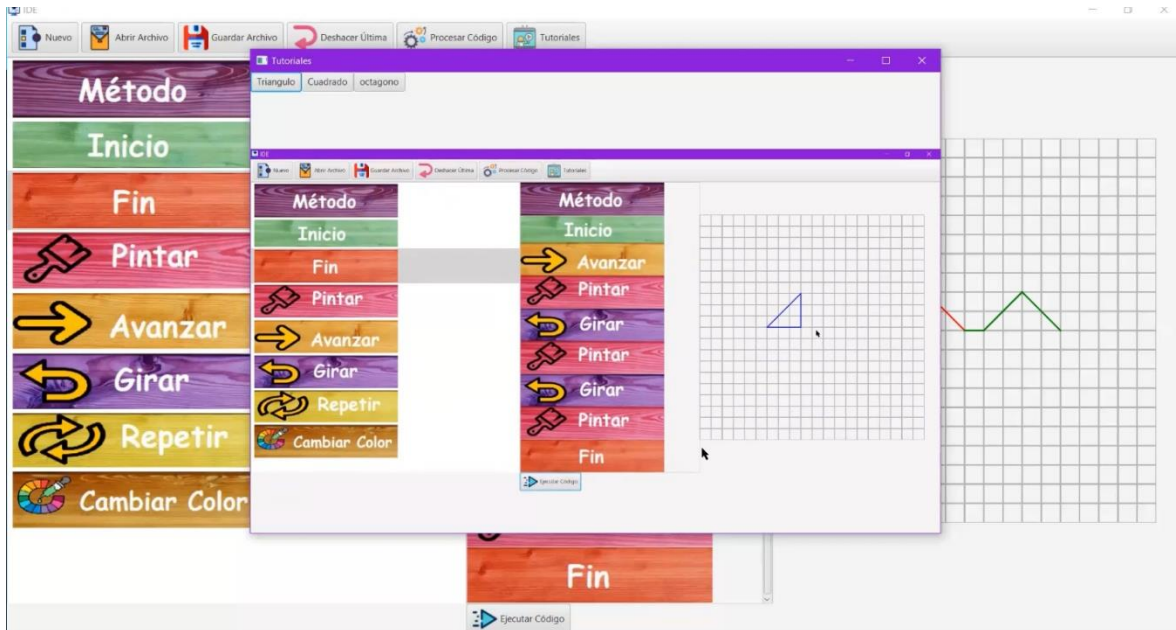 IDE
Nuevo
Abrir Archivo
Guardar Archivo
Deshacer Última
Procesar Código
Tutoriales
Método
Inicio
Fin
Pintar
Avanzar
Girar
Repetir
Cambiar Color
Tutoriales
Triangulo
Cuadrado
octagono
IDE
Nuevo
Abrir Archivo
Guardar Archivo
Deshacer Última
Procesar Código
Tutoriales
Método
Inicio
Fin
Pintar
Avanzar
Girar
Repetir
Cambiar Color
Método
Inicio
Avanzar
Pintar
Girar
Pintar
Girar
Pintar
Fin
Ejecutar Código
Fin
Ejecutar Código